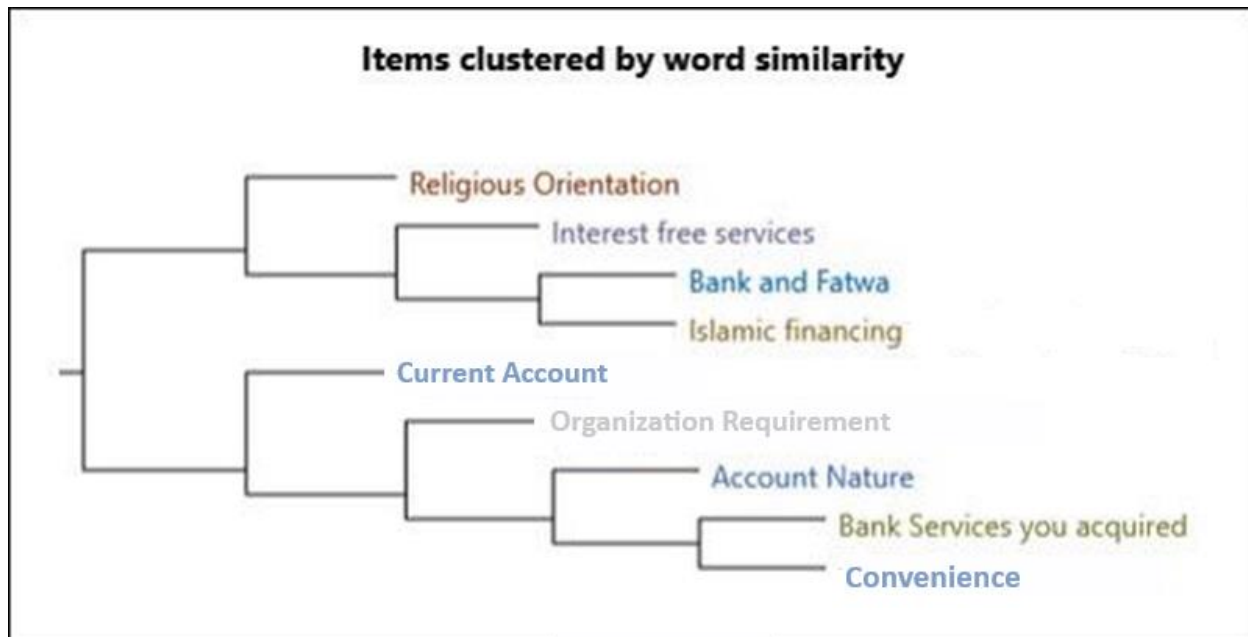 Items clustered by word similarity
Religious Orientation
Interest free services
Bank and Fatwa
Islamic financing
Current Account
Organization Requirement
Account Nature
Bank Services you acquired
Convenience